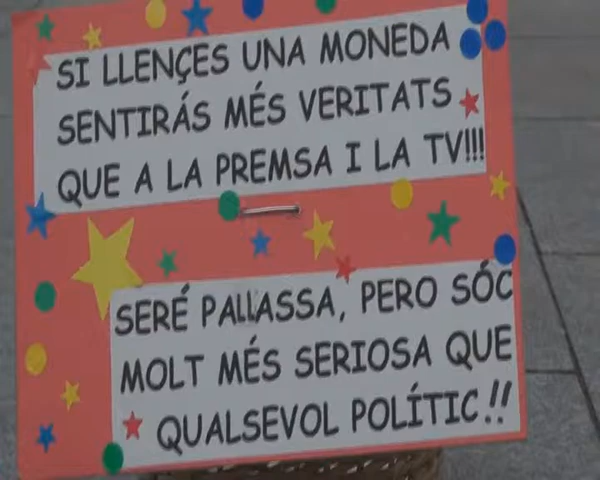 SI LLENÇES UNA MONEDA
SENTIRÁS MÉS VERITATS
QUE A LA PREMSA I LA TV!!!
SERÉ PALLASSA, PERO SÓC
MOLT MÉS SERIOSA QUE
QUALSEVOL POLÍTIC!!